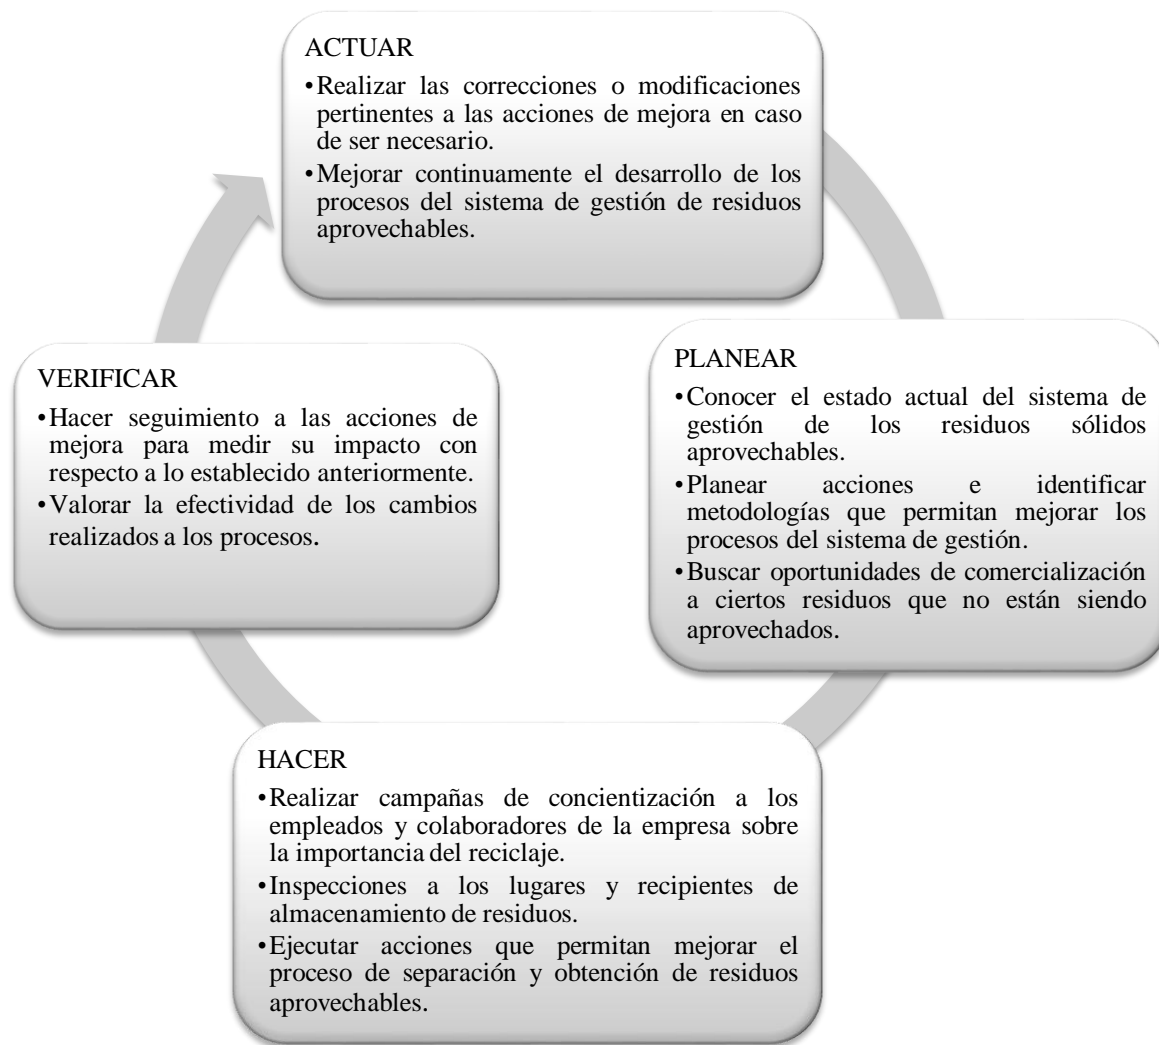 ACTUAR
•Realizar las correcciones o modificaciones
pertinentes a las acciones de mejora en caso
de ser necesario.
•Mejorar continuamente el desarrollo de los
procesos del sistema de gestión de residuos
aprovechables.
PLANEAR
•Conocer el estado actual del sistema de
gestión de los residuos sólidos
aprovechables.
•Planear acciones e identificar
metodologías que permitan mejorar los
procesos del sistema de gestión.
•Buscar oportunidades de comercialización
a ciertos residuos que no están siendo
aprovechados.
HACER
•Realizar campañas de concientización a los
empleados y colaboradores de la empresa sobre
la importancia del reciclaje.
•Inspecciones a los lugares y recipientes de
almacenamiento de residuos.
•Ejecutar acciones que permitan mejorar el
proceso de separación y obtención de residuos
aprovechables.
VERIFICAR
•Hacer seguimiento a las acciones de
mejora para medir su impacto con
respecto a lo establecido anteriormente.
•Valorar la efectividad de los cambios
realizados a los procesos.